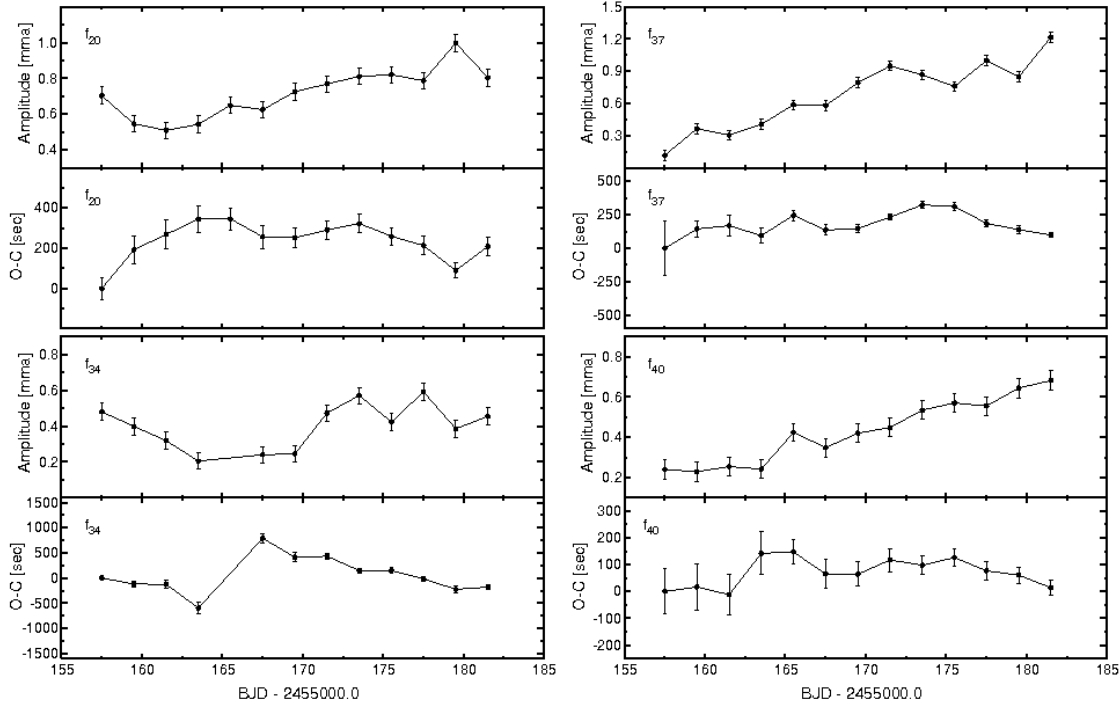 f20
Amplitude [mma]
1.0
0.8
0.6
0.4
f20
O-C [sec]
400
200
0
f34
Amplitude [mma]
0.8
0.6
0.4
0.2
f34
O-C [sec]
1500
1000
500
0
-500
-1000
-1500
155 160 165 170 175 180 185
BJD - 2455000.0
f37
Amplitude [mma]
1.5
1.2
0.9
0.6
0.3
f37
O-C [sec]
500
250
0
-250
-500
f40
Amplitude [mma]
0.8
0.6
0.4
0.2
f40
O-C [sec]
200
100
0
-100
-200
155 160 165 170 175 180 185
BJD - 2455000.0